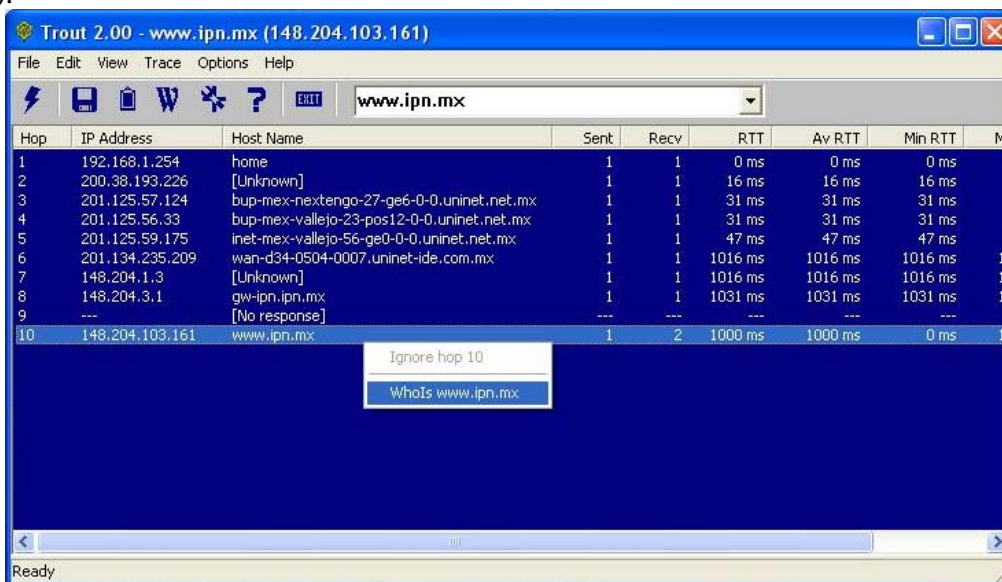 ).
Trout 2.00 - www.ipn.mx (148.204.103.161)
File Edit View Trace Options Help
W ? EXIT www.ipn.mx
Hop IP Address Host Name Sent Recv RTT Av RTT Min RTT M
1 192.168.1.254 home 1 1 0 ms 0 ms 0 ms
2 200.38.193.226 [Unknown] 1 1 16 ms 16 ms 16 ms
3 201.125.57.124 bup-mex-nextengo-27-ge6-0-0.uninet.net.mx 1 1 31 ms 31 ms 31 ms
4 201.125.56.33 bup-mex-vallejo-23-pos12-0-0.uninet.net.mx 1 1 31 ms 31 ms 31 ms
5 201.125.59.175 inet-mex-vallejo-56-ge0-0-0.uninet.net.mx 1 1 47 ms 47 ms 47 ms
6 201.134.235.209 wan-d34-0504-0007.uninet-ide.com.mx 1 1 1016 ms 1016 ms 1016 ms 1
7 148.204.1.3 [Unknown] 1 1 1016 ms 1016 ms 1016 ms 1
8 148.204.3.1 gw-ipn.ipn.mx 1 1 1031 ms 1031 ms 1031 ms 1
9 --- [No response] --- --- --- --- ---
10 148.204.103.161 www.ipn.mx 1 2 1000 ms 1000 ms 0 ms 1
Ignore hop 10
WhoIs www.ipn.mx
Ready